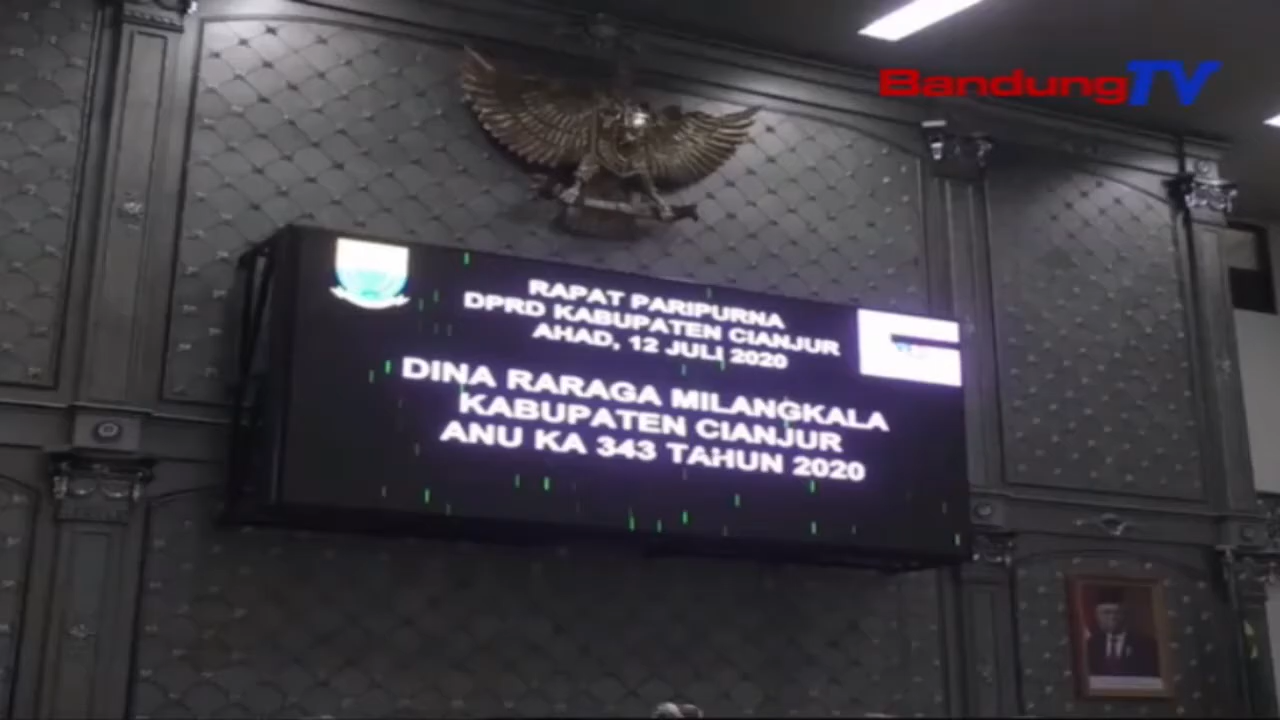 BandungTV
RAPAT PARIPURNA
DPRD KABUPATEN CIANJUR
AHAD, 12 JULI 2020
DINA RARAGA MILANGKALA
KABUPATEN CIANJUR
ANU KA 343 TAHUN 2020